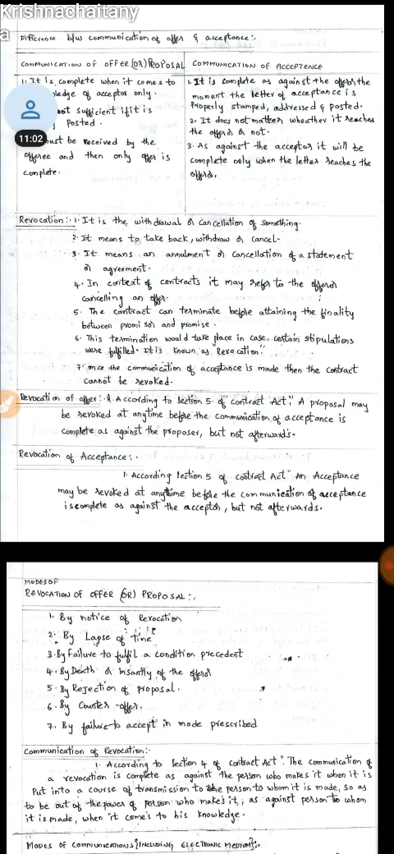 Krishnachaitany
a
Difference b/w communication of offer & acceptance:.
COMMUNICATION OF OFFER (OR) PROPOSAL
1. It is complete when it comes to
ledge of acceptor only.
not sufficient if it is
Posted.
must be received by the
offeree and then only offer is
complete.
11:02
COMMUNICATION OF ACCEPTENCE
1. It is complete as against the offeror the
moment the letter of acceptance is
Properly stamped, addressed & posted.
2. It does not matter whether it reaches
the offeror or not.
3. As against the acceptor it will be
complete only when the letter reaches the
offeror.
Revocation:. 1. It is the withdrawal or cancellation of something.
2. It means to take back, withdraw or cancel.
3. It means an annulment or cancellation of a statement
or agreement.
4. In context of contracts it may refer to the offeror
cancelling an offer.
5. The contract can terminate before attaining the finality
between promisor and promise.
6. This termination would take place in case, certain stipulations
were fulfilled. It is known as Revocation"
7. once the communication of acceptance is made then the contract
cannot be revoked.
Revocation of offer:. 1. According to section 5 of contract Act," A proposal may
be revoked at anytime before the communication of acceptance is
complete as against the proposer, but not afterwards.
Revocation of Acceptance:.
1. According section 5 of contract Act" An Acceptance
may be revoked at anytime before the communication of acceptance
is complete as against the acceptor, but not afterwards.
MODES OF
REVOCATION OF OFFER (OR) PROPOSAL:.
1. By notice of Revocation
2. By Lapse of time
3. By Failure to fulfil a condition precedent
4. By Death or insanity of the offeror
5. By Rejection of Proposal.
6. By Counter-offer.
7. By failure to accept in mode prescribed
Communication of Revocation:.
1. According to section 4 of contract Act". The communication of
a revocation is complete as against the person who makes it when it is
Put into a course of transmission to the person to whom it is made, so as
to be out of the power of person who makes it; as against person to whom
it is made, when it comes to his knowledge.
MODES OF COMMUNICATIONS [INCLUDING ELECTRONIC MEDIUM]:.